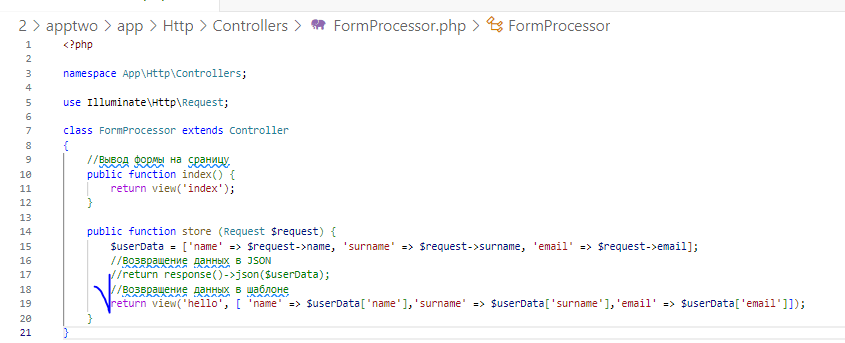 2 > apptwo > app > Http > Controllers > FormProcessor.php > FormProcessor
1 <?php
2
3 namespace App\Http\Controllers;
4
5 use Illuminate\Http\Request;
6
7 class FormProcessor extends Controller
8 {
9 //Вывод формы на сраницу
10 public function index() {
11 return view('index');
12 }
13
14 public function store (Request $request) {
15 $userData = ['name' => $request->name, 'surname' => $request->surname, 'email' => $request->email];
16 //Возвращение данных в JSON
17 //return response()->json($userData);
18 //Возвращение данных в шаблоне
19 return view('hello', [ 'name' => $userData['name'],'surname' => $userData['surname'],'email' => $userData['email']]);
20 }
21 }